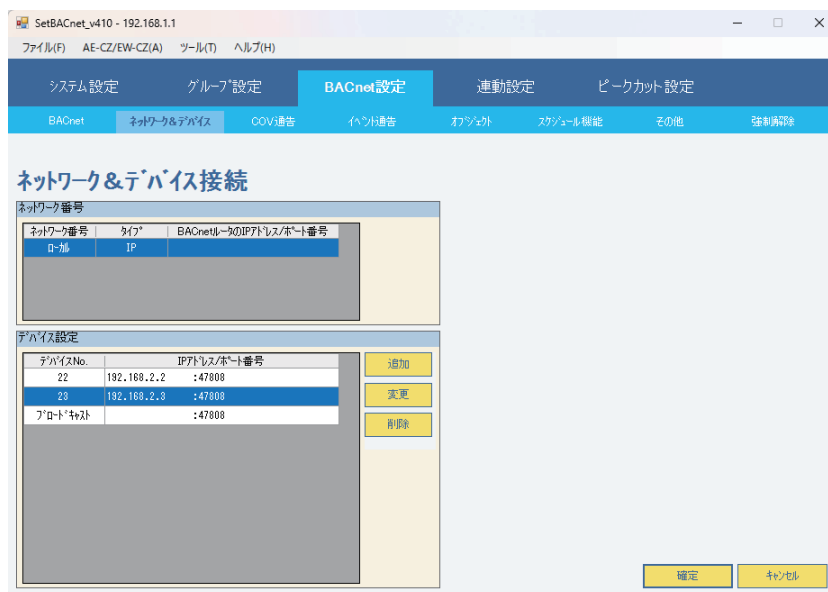 SetBACnet_v410 - 192.168.1.1
ファイル(F) AE-CZ/EW-CZ(A) ツール(T) ヘルプ(H)
システム設定 グループ設定 BACnet設定 連動設定 ピークカット設定
BACnet ネットワーク&デバイス COV通告 イベント通告 オブジェクト スケジュール機能 その他 強制解除
ネットワーク&デバイス接続
ネットワーク番号
ネットワーク番号 タイプ BACnetルータのIPアドレス/ポート番号
ローカル IP
デバイス設定
デバイスNo. IPアドレス/ポート番号 追加
22 192.168.2.2 :47808
23 192.168.2.3 :47808 変更
ブロードキャスト :47808 削除
確定 キャンセル